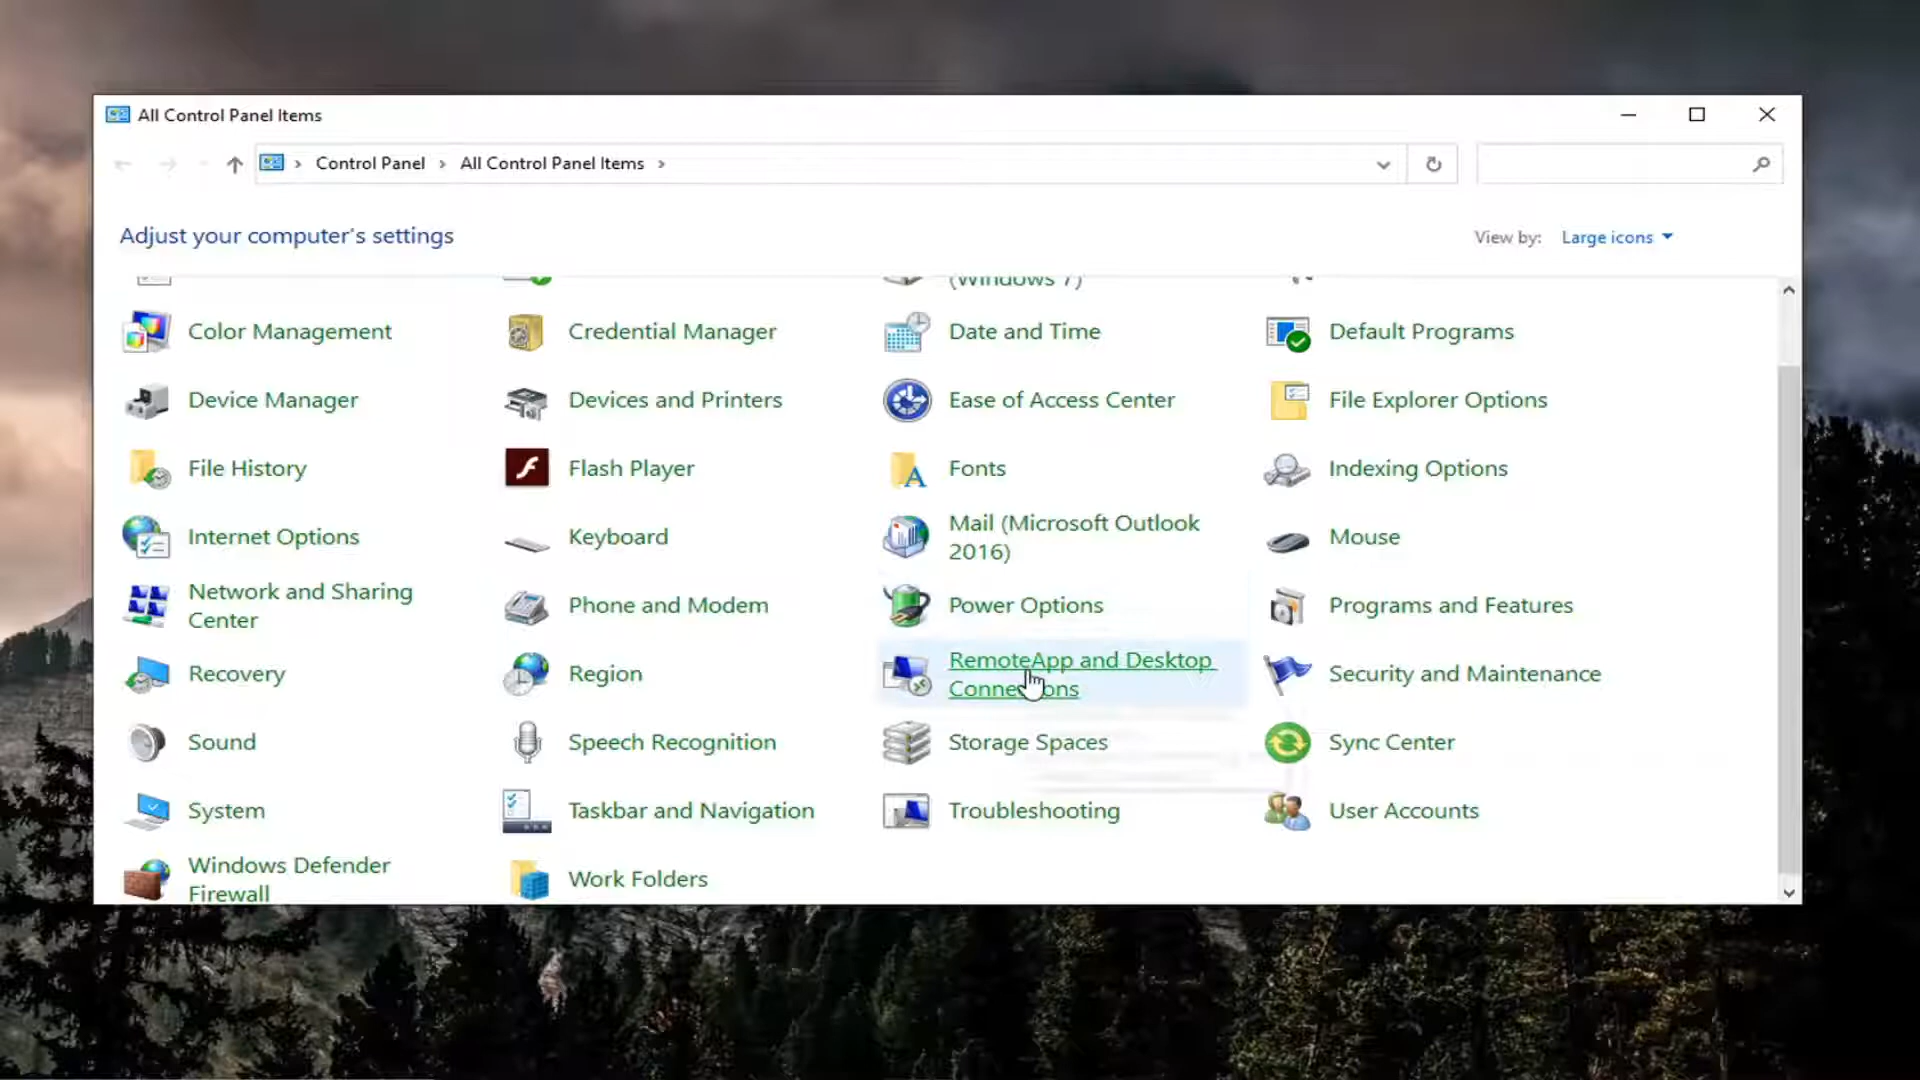 All Control Panel Items
Control Panel
All Control Panel Items
Adjust your computer's settings
View by:
Large icons
(Windows 7)
Color Management
Credential Manager
Date and Time
Default Programs
Device Manager
Devices and Printers
Ease of Access Center
File Explorer Options
File History
Flash Player
Fonts
Indexing Options
Internet Options
Keyboard
Mail (Microsoft Outlook
2016)
Mouse
Network and Sharing
Center
Phone and Modem
Power Options
Programs and Features
Recovery
Region
RemoteApp and Desktop
Connections
Security and Maintenance
Sound
Speech Recognition
Storage Spaces
Sync Center
System
Taskbar and Navigation
Troubleshooting
User Accounts
Windows Defender
Firewall
Work Folders